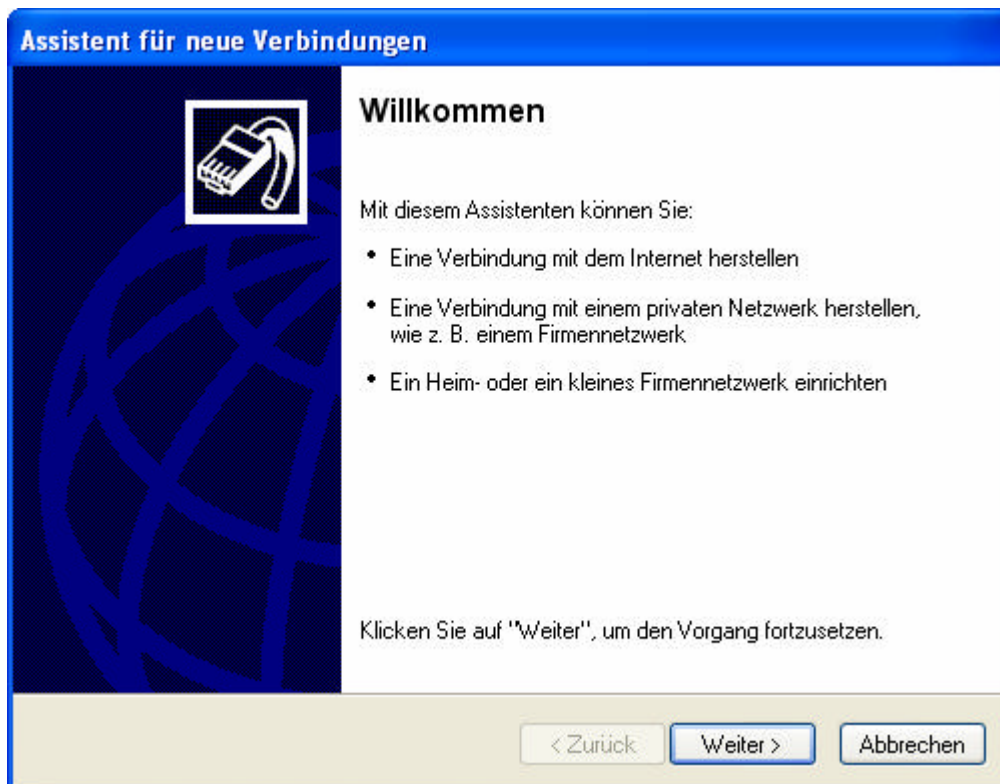 Assistent für neue Verbindungen
Willkommen
Mit diesem Assistenten können Sie:
• Eine Verbindung mit dem Internet herstellen
• Eine Verbindung mit einem privaten Netzwerk herstellen,
wie z. B. einem Firmennetzwerk
• Ein Heim- oder ein kleines Firmennetzwerk einrichten
Klicken Sie auf "Weiter", um den Vorgang fortzusetzen.
< Zurück Weiter > Abbrechen